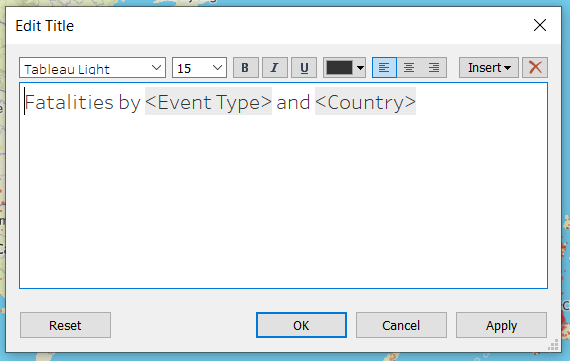 Edit Title
Tableau Light 15 B I U Insert
Fatalities by <Event Type> and <Country>
Reset OK Cancel Apply